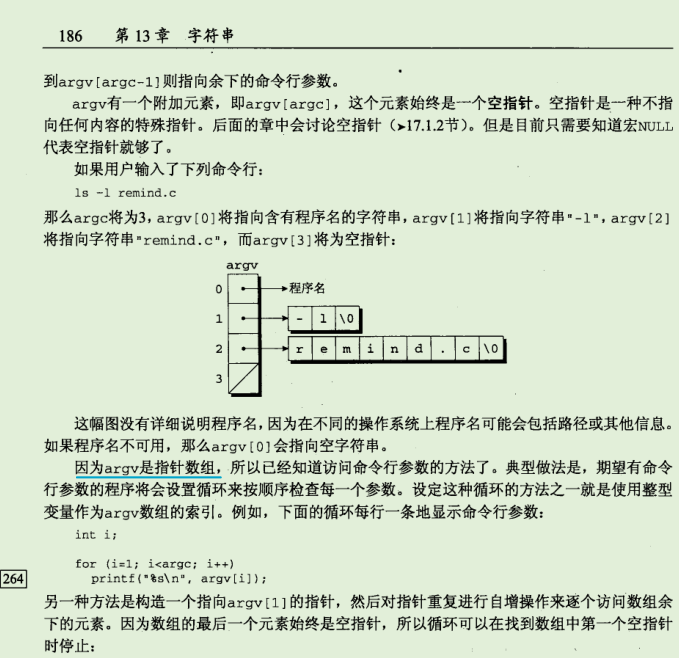 186 第 13 章 字符串
到argv[argc-1]则指向余下的命令行参数。
argv有一个附加元素，即argv[argc]，这个元素始终是一个空指针。空指针是一种不指
向任何内容的特殊指针。后面的章中会讨论空指针（➤17.1.2节）。但是目前只需要知道宏NULL
代表空指针就够了。
如果用户输入了下列命令行：
ls -l remind.c
那么argc将为3，argv[0]将指向含有程序名的字符串，argv[1]将指向字符串"-l"，argv[2]
将指向字符串"remind.c"，而argv[3]将为空指针：
argv
0 程序名
1 - l \0
2 r e m i n d . c \0
3
这幅图没有详细说明程序名，因为在不同的操作系统上程序名可能会包括路径或其他信息。
如果程序名不可用，那么argv[0]会指向空字符串。
因为argv是指针数组，所以已经知道访问命令行参数的方法了。典型做法是，期望有命令
行参数的程序将会设置循环来按顺序检查每一个参数。设定这种循环的方法之一就是使用整型
变量作为argv数组的索引。例如，下面的循环每行一条地显示命令行参数：
int i;
for (i=1; i<argc; i++)
264 printf("%s\n", argv[i]);
另一种方法是构造一个指向argv[1]的指针，然后对指针重复进行自增操作来逐个访问数组余
下的元素。因为数组的最后一个元素始终是空指针，所以循环可以在找到数组中第一个空指针
时停止：